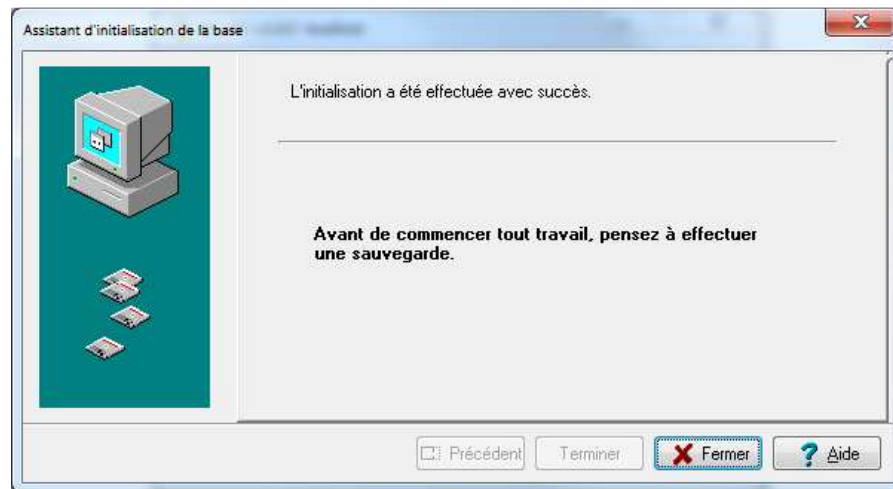 Assistant d'initialisation de la base
L'initialisation a été effectuée avec succès.
Avant de commencer tout travail, pensez à effectuer
une sauvegarde.
Précédent
Terminer
Fermer
Aide